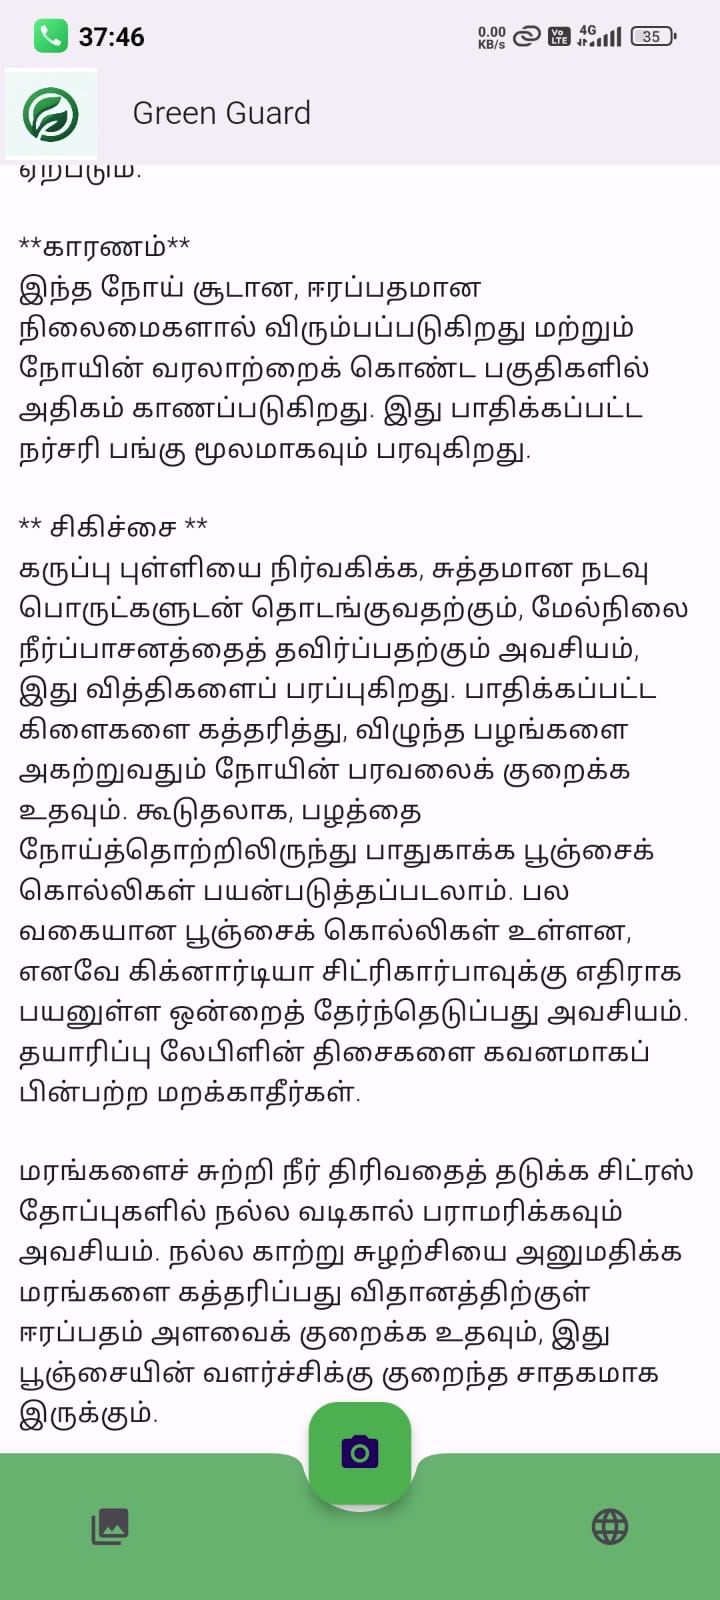 37:46
0.00
KB/s
Vo
LTE
4G
35
Green Guard
ஏற்படும்.
**காரணம்**
இந்த நோய் சூடான, ஈரப்பதமான
நிலைமைகளால் விரும்பப்படுகிறது மற்றும்
நோயின் வரலாற்றைக் கொண்ட பகுதிகளில்
அதிகம் காணப்படுகிறது. இது பாதிக்கப்பட்ட
நர்சரி பங்கு மூலமாகவும் பரவுகிறது.
** சிகிச்சை **
கருப்பு புள்ளியை நிர்வகிக்க, சுத்தமான நடவு
பொருட்களுடன் தொடங்குவதற்கும், மேல்நிலை
நீர்ப்பாசனத்தைத் தவிர்ப்பதற்கும் அவசியம்,
இது வித்திகளைப் பரப்புகிறது. பாதிக்கப்பட்ட
கிளைகளை கத்தரித்து, விழுந்த பழங்களை
அகற்றுவதும் நோயின் பரவலைக் குறைக்க
உதவும். கூடுதலாக, பழத்தை
நோய்த்தொற்றிலிருந்து பாதுகாக்க பூஞ்சைக்
கொல்லிகள் பயன்படுத்தப்படலாம். பல
வகையான பூஞ்சைக் கொல்லிகள் உள்ளன,
எனவே கிக்னார்டியா சிட்ரிகார்பாவுக்கு எதிராக
பயனுள்ள ஒன்றைத் தேர்ந்தெடுப்பது அவசியம்.
தயாரிப்பு லேபிளின் திசைகளை கவனமாகப்
பின்பற்ற மறக்காதீர்கள்.
மரங்களைச் சுற்றி நீர் திரிவதைத் தடுக்க சிட்ரஸ்
தோப்புகளில் நல்ல வடிகால் பராமரிக்கவும்
அவசியம். நல்ல காற்று சுழற்சியை அனுமதிக்க
மரங்களை கத்தரிப்பது விதானத்திற்குள்
ஈரப்பதம் அளவைக் குறைக்க உதவும், இது
பூஞ்சையின் வளர்ச்சிக்கு குறைந்த சாதகமாக
இருக்கும்.